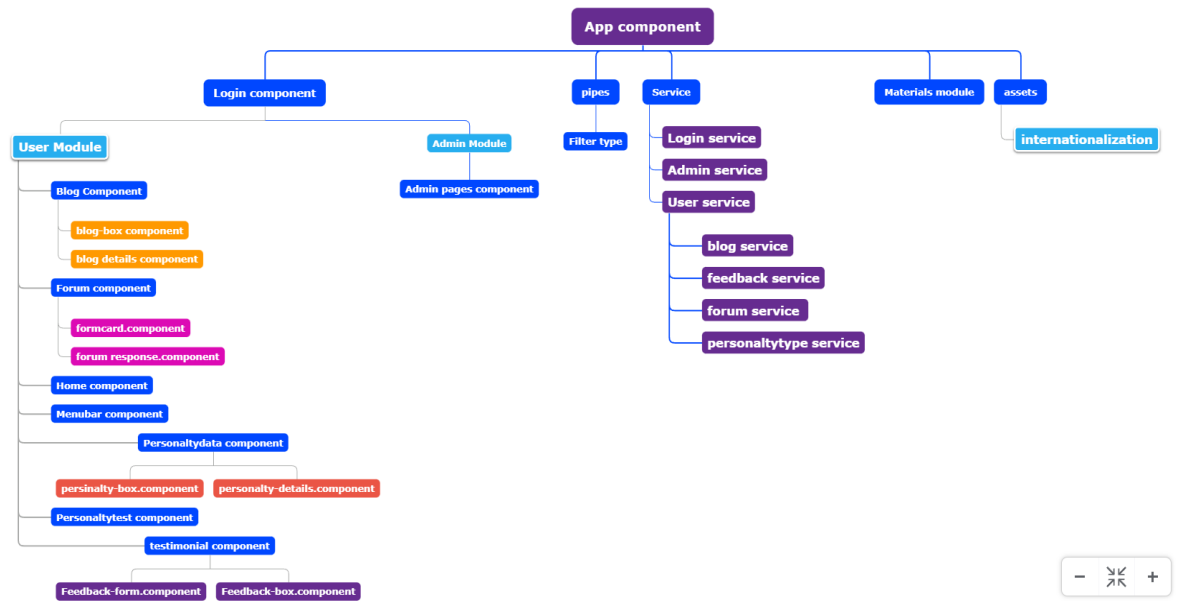 App component
Login component
pipes
Service
Materials module
assets
User Module
Admin Module
Filter type
Login service
internationalization
Admin service
Blog Component
Admin pages component
User service
blog-box component
blog service
blog details component
feedback service
Forum component
forum service
formcard.component
personaltytype service
forum response.component
Home component
Menubar component
Personaltydata component
persinalty-box.component
personalty-details.component
Personaltytest component
testimonial component
Feedback-form.component
Feedback-box.component